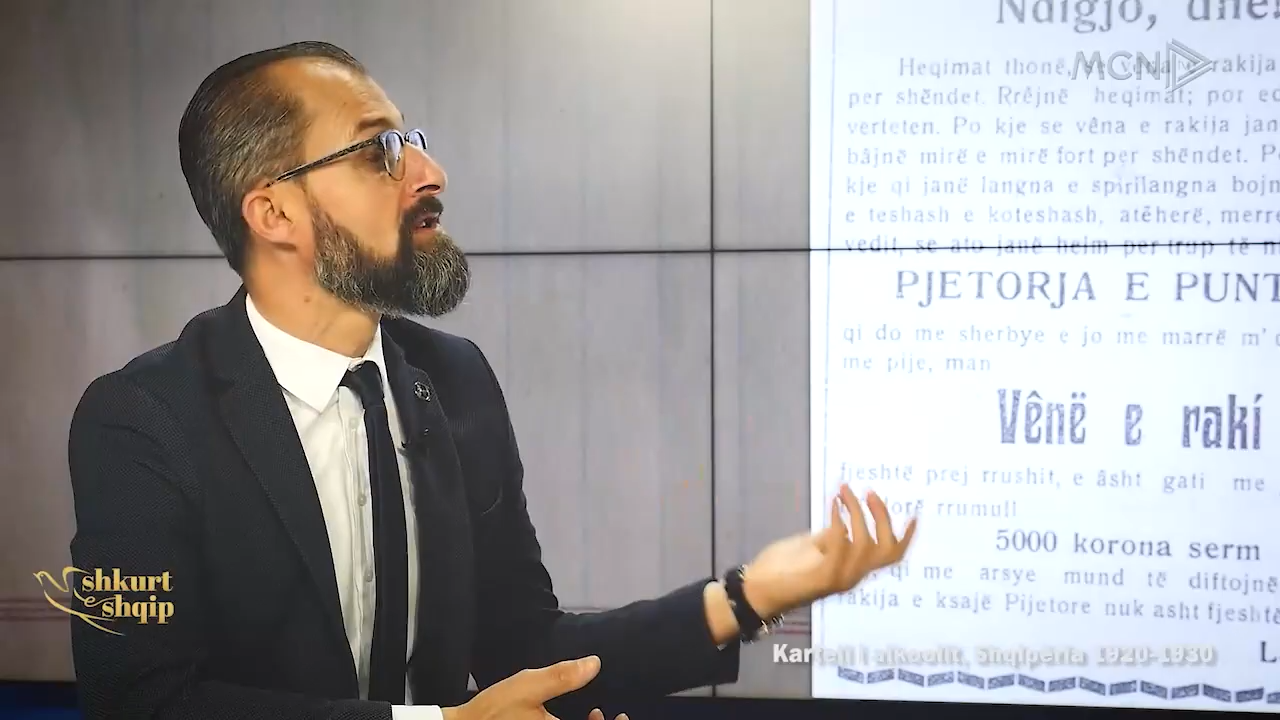 Ndigjo, dhe
MCN
Heqimat thonë, se vêna e rakija
per shëndet. Rrêjnë heqimat; por
verteten. Po kje se vêna e rakija jan
bâjnë mirë e mirë fort per shëndet.
kje qi janë langna e spirilangna bojn
e teshash e koteshash, atëherë, merr
vedit, se ato janë helm per trup të
PJETORJA E PUNT
qi do me sherbye e jo me marrë m'
me pije, man
Vênë e rakí
fjeshtë prej rrushit, e âsht gati me
rrumull
5000 korona serm
qi me arsye mund të diftojnë
rakija e ksajë Pijetore nuk asht fjeshtë
L
shkurt
e shqip
Karteli i alkoolit, Shqipëria 1920-1930